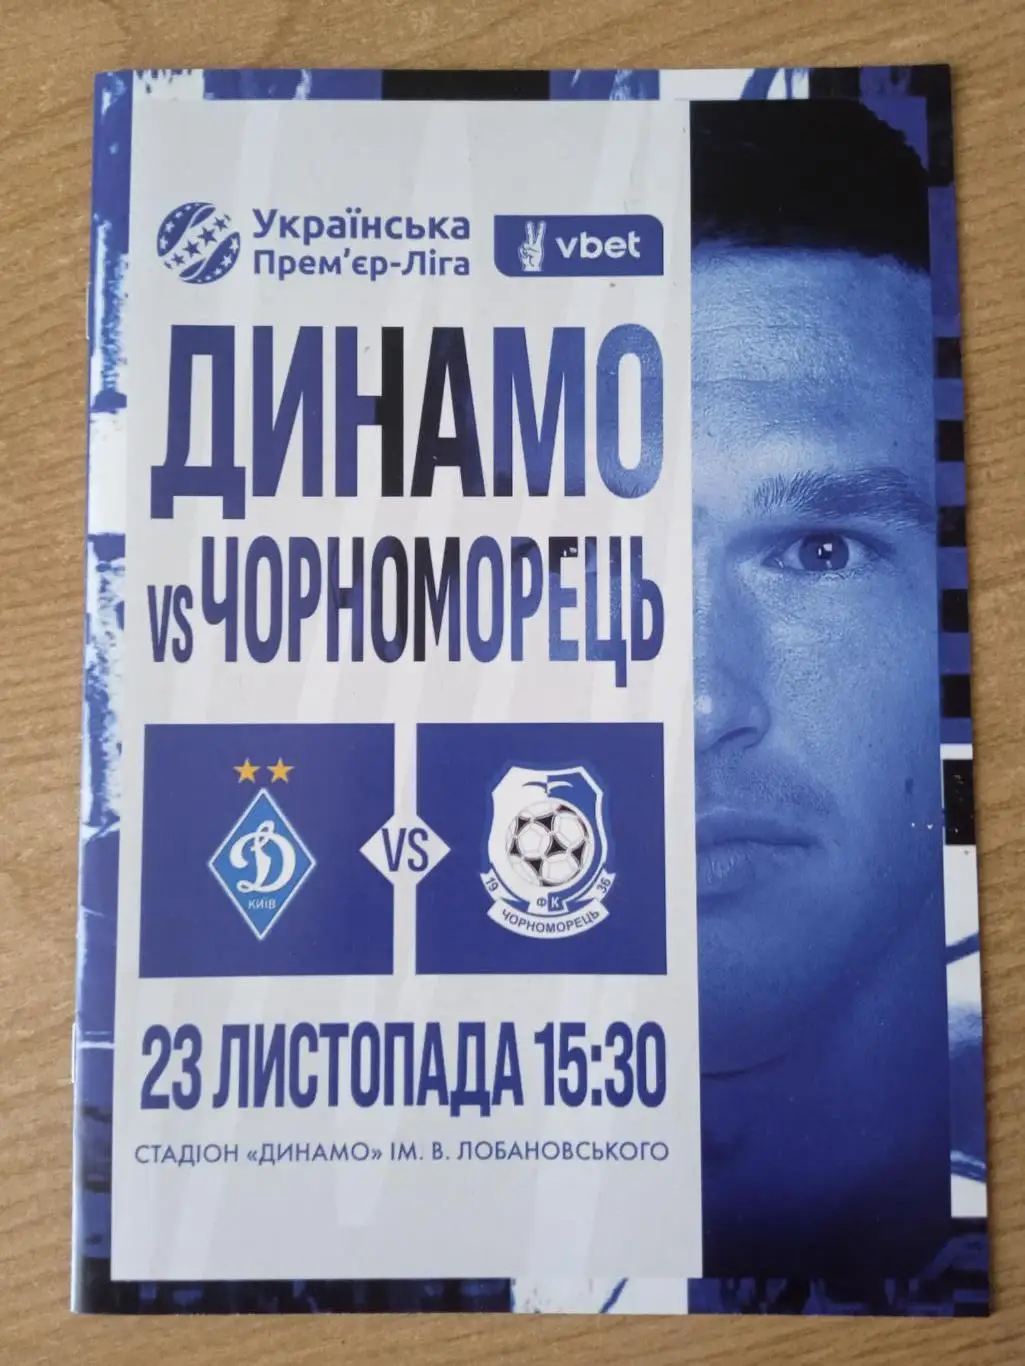 Українська
Прем’єр-Ліга
vbet
ДИНАМО
vs ЧОРНОМОРЕЦЬ
Д
КИЇВ
VS
19 ФК 36
ЧОРНОМОРЕЦЬ
23 ЛИСТОПАДА 15:30
СТАДІОН «ДИНАМО» ІМ. В. ЛОБАНОВСЬКОГО